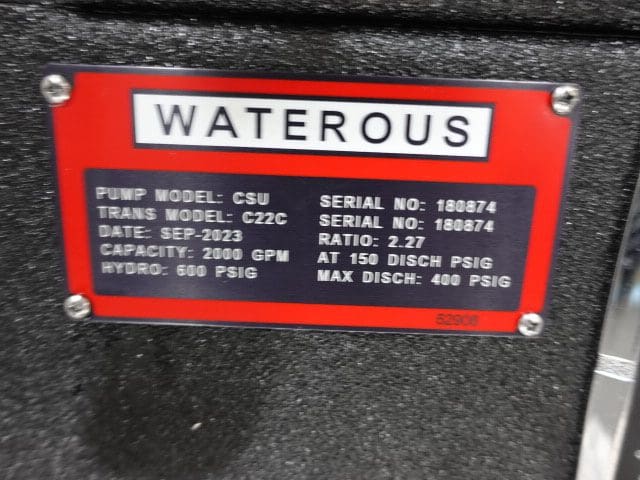 WATEROUS
PUMP MODEL: CSU SERIAL NO: 180874
TRANS MODEL: C22C SERIAL NO: 180874
DATE: SEP-2023 RATIO: 2.27
CAPACITY: 2000 GPM AT 150 DISCH PSIG
HYDRO: 600 PSIG MAX DISCH: 400 PSIG